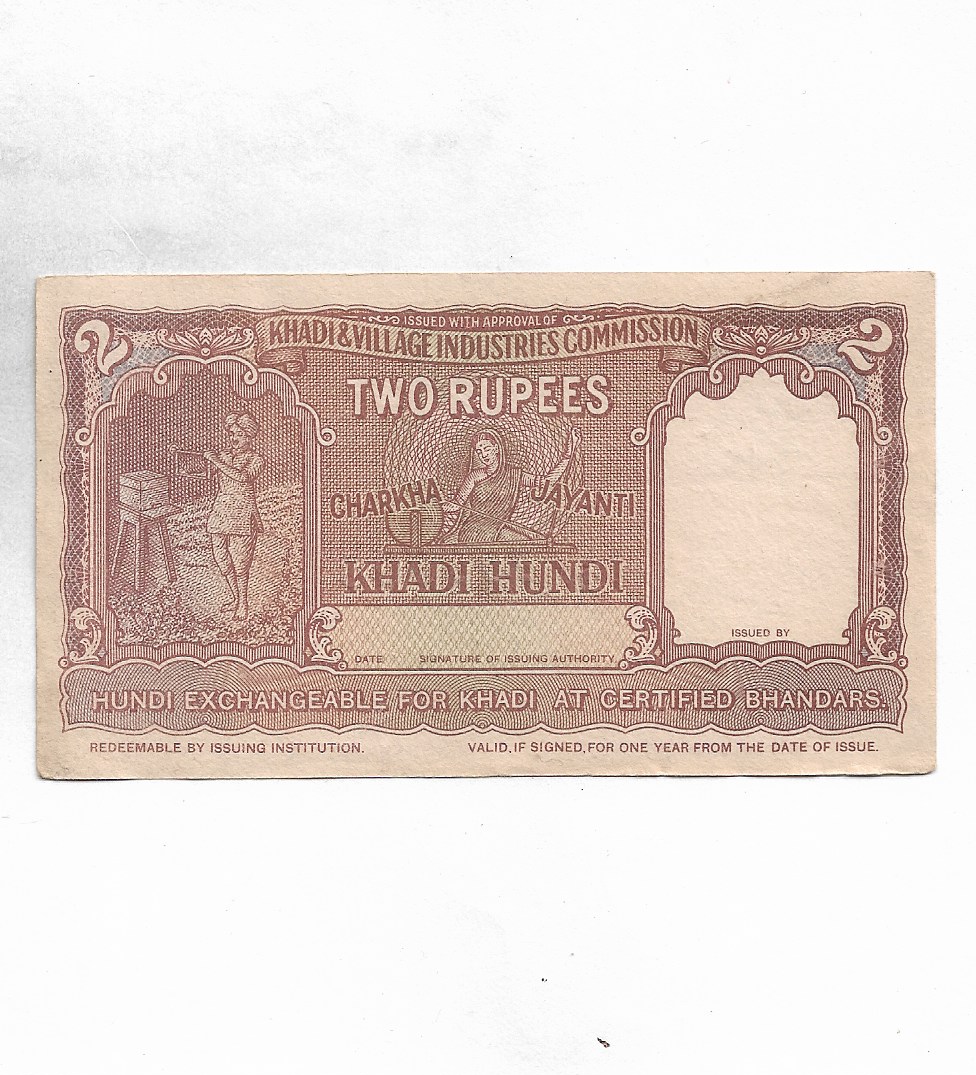 ISSUED WITH APPROVAL OF
KHADI & VILLAGE INDUSTRIES COMMISSION
2
2
TWO RUPEES
CHARKHA JAYANTI
KHADI HUNDI
DATE SIGNATURE OF ISSUING AUTHORITY
ISSUED BY
HUNDI EXCHANGEABLE FOR KHADI AT CERTIFIED BHANDARS.
REDEEMABLE BY ISSUING INSTITUTION. VALID, IF SIGNED, FOR ONE YEAR FROM THE DATE OF ISSUE.